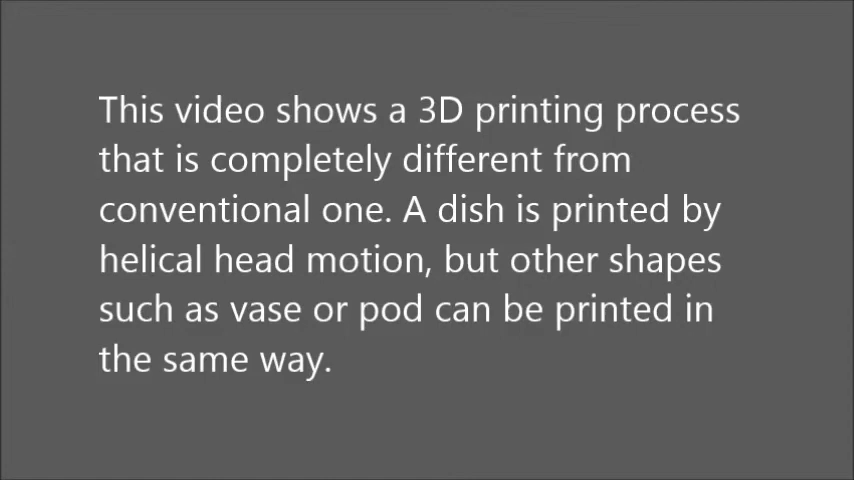 This video shows a 3D printing process
that is completely different from
conventional one. A dish is printed by
helical head motion, but other shapes
such as vase or pod can be printed in
the same way.